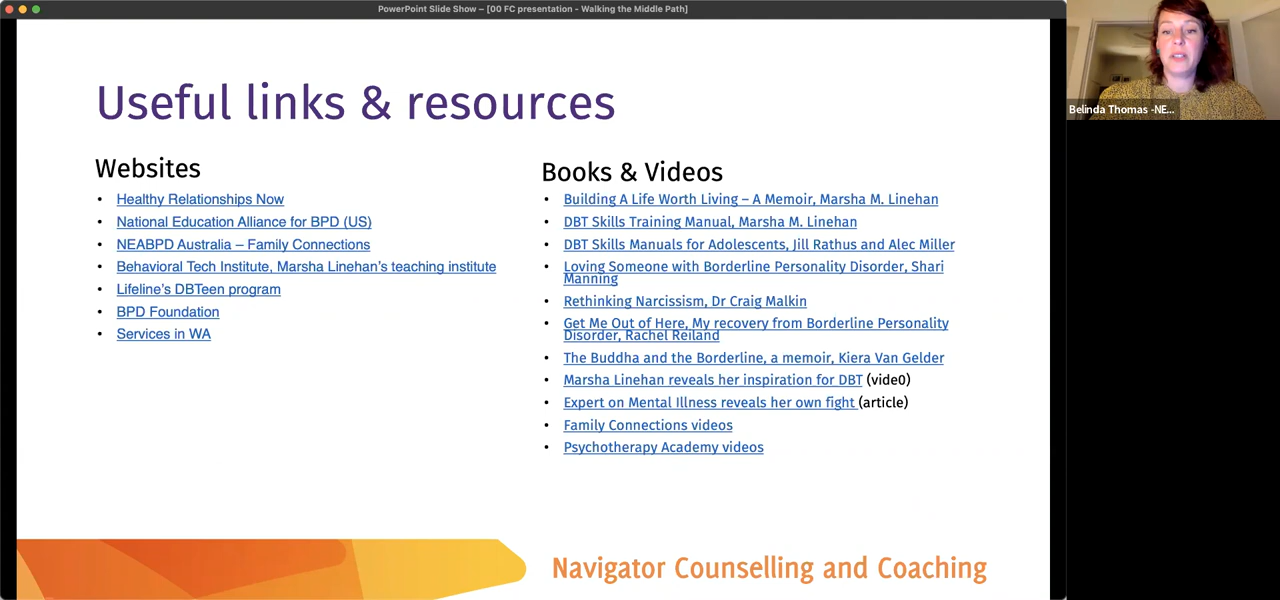 PowerPoint Slide Show – [00 FC presentation - Walking the Middle Path]
Belinda Thomas -NE...
Useful links & resources
Websites
• Healthy Relationships Now
• National Education Alliance for BPD (US)
• NEABPD Australia – Family Connections
• Behavioral Tech Institute, Marsha Linehan's teaching institute
• Lifeline's DBTeen program
• BPD Foundation
• Services in WA
Books & Videos
• Building A Life Worth Living – A Memoir, Marsha M. Linehan
• DBT Skills Training Manual, Marsha M. Linehan
• DBT Skills Manuals for Adolescents, Jill Rathus and Alec Miller
• Loving Someone with Borderline Personality Disorder, Shari
Manning
• Rethinking Narcissism, Dr Craig Malkin
• Get Me Out of Here, My recovery from Borderline Personality
Disorder, Rachel Reiland
• The Buddha and the Borderline, a memoir, Kiera Van Gelder
• Marsha Linehan reveals her inspiration for DBT (vide0)
• Expert on Mental Illness reveals her own fight (article)
• Family Connections videos
• Psychotherapy Academy videos
Navigator Counselling and Coaching